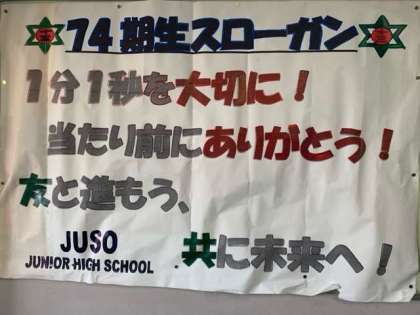 74期生スローガン
1分1秒を大切に！
当たり前にありがとう！
友と進もう、
共に未来へ！
JUSO
JUNIOR HIGH SCHOOL